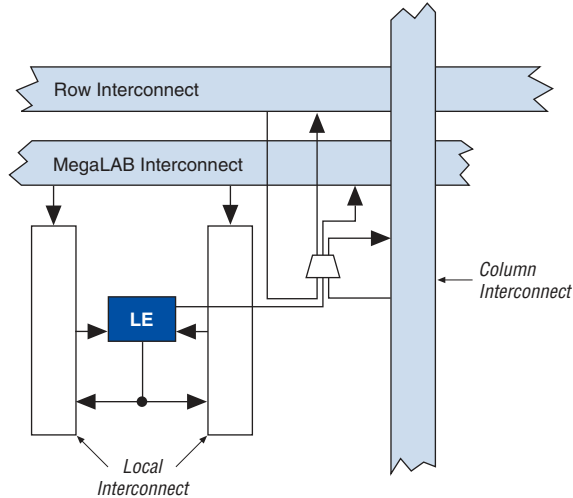 Row Interconnect
MegaLAB Interconnect
Column
Interconnect
LE
Local
Interconnect